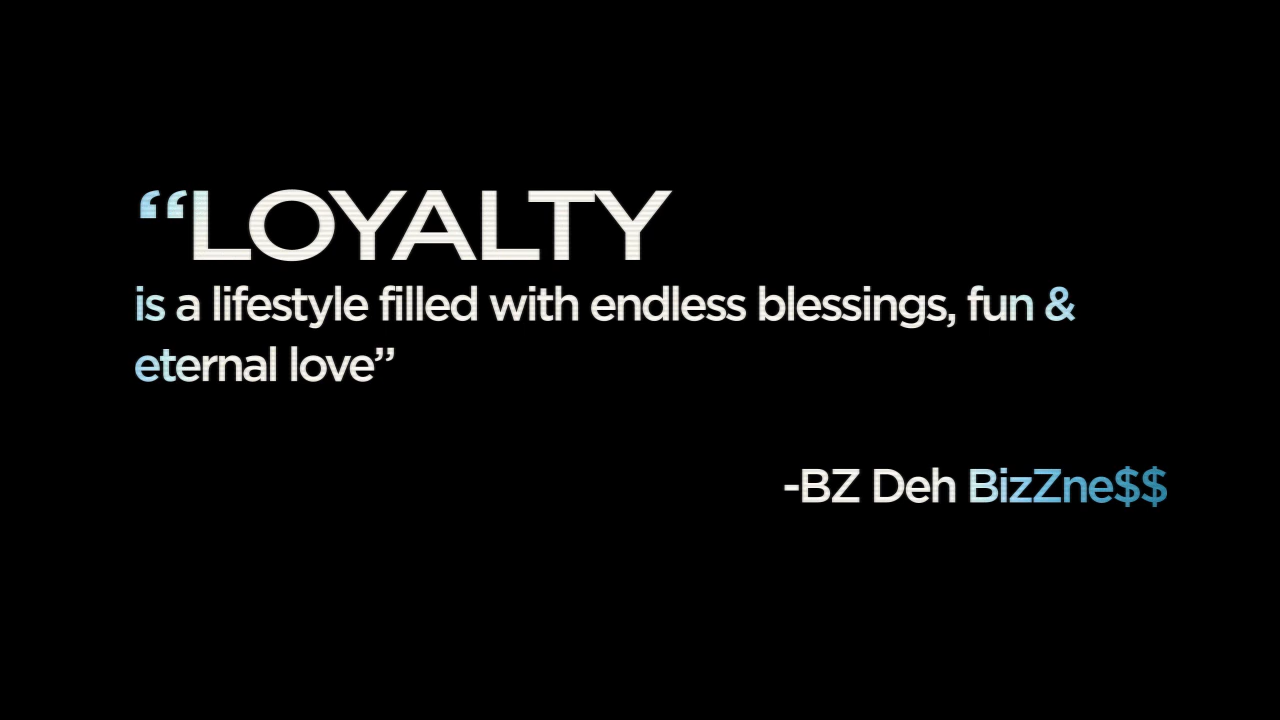 “LOYALTY
is a lifestyle filled with endless blessings, fun &
eternal love”
-BZ Deh BizZne$$